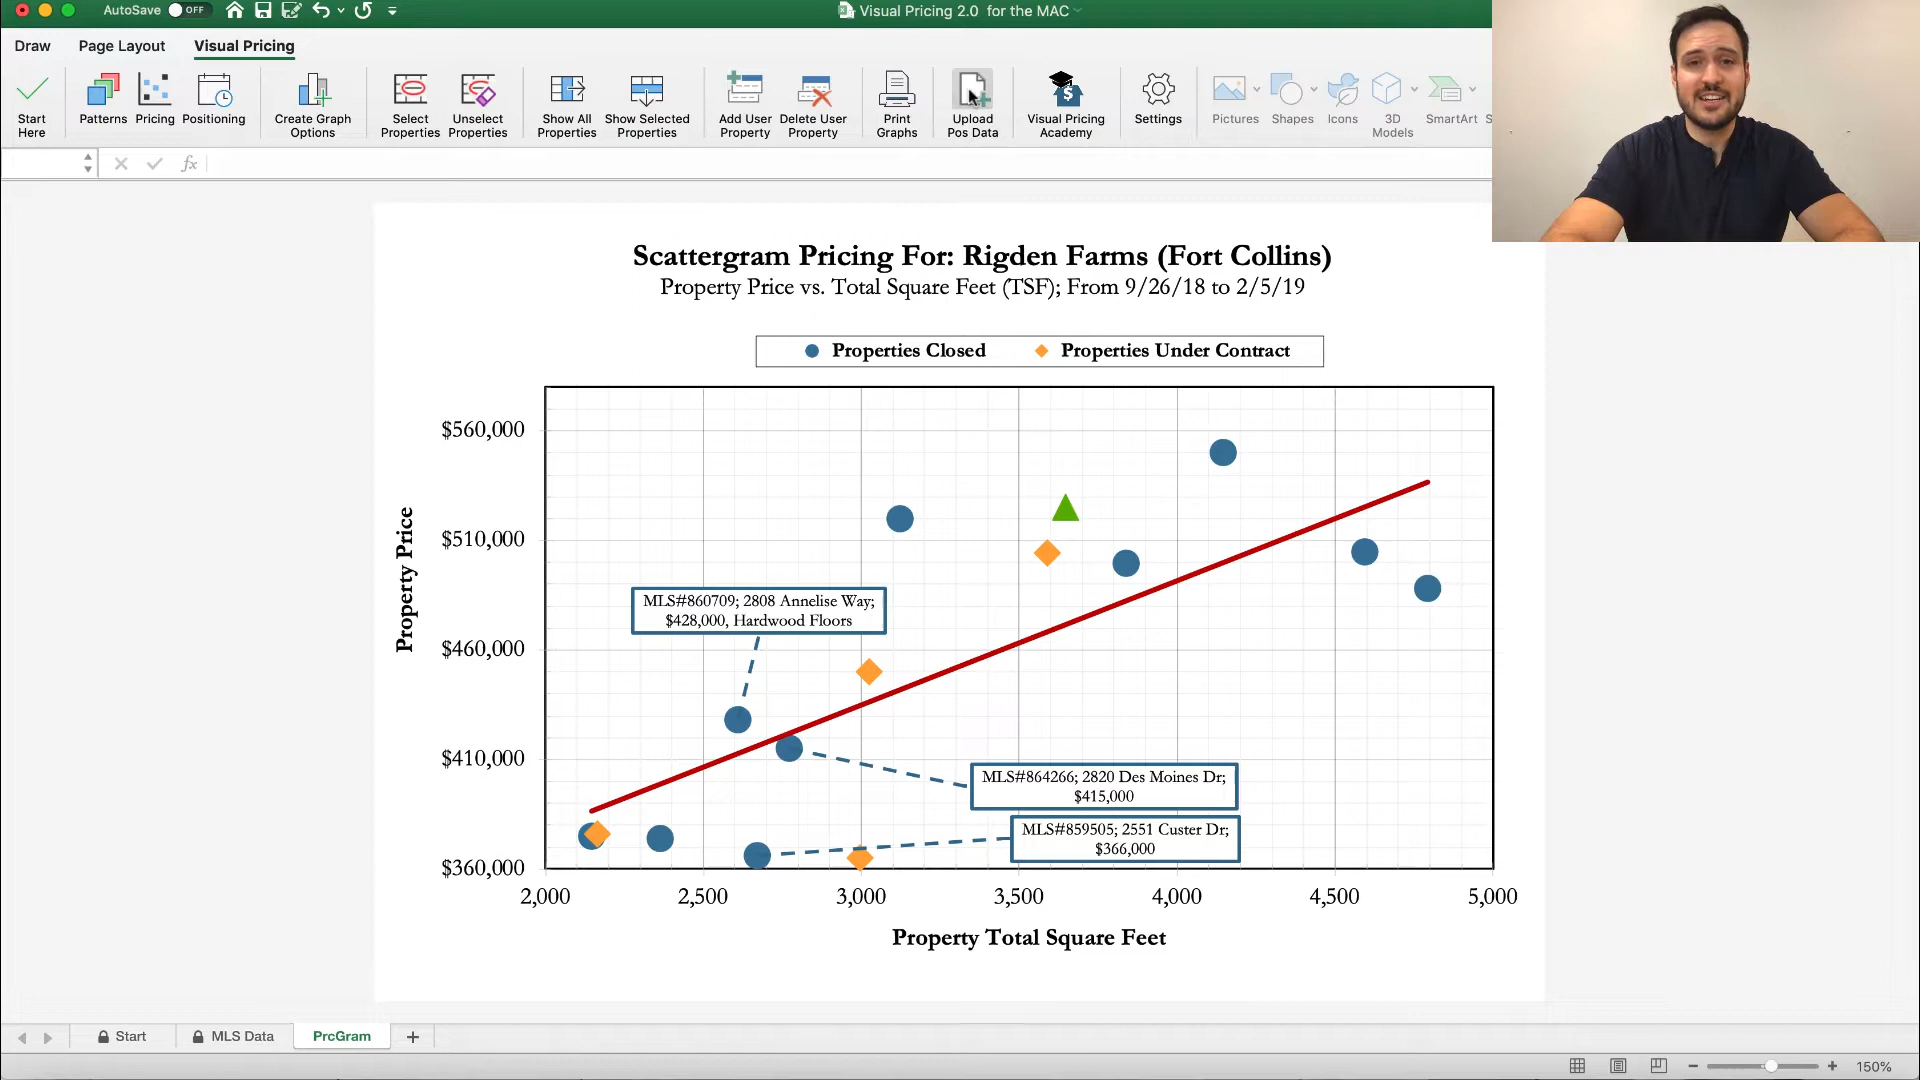 AutoSave OFF
Visual Pricing 2.0 for the MAC
Draw Page Layout Visual Pricing
Start Here
Patterns
Pricing
Positioning
Create Graph Options
Select Properties
Unselect Properties
Show All Properties
Show Selected Properties
Add User Property
Delete User Property
Print Graphs
Upload Pos Data
Visual Pricing Academy
Settings
Pictures
Shapes
Icons
3D Models
SmartArt
fx
Scattergram Pricing For: Rigden Farms (Fort Collins)
Property Price vs. Total Square Feet (TSF); From 9/26/18 to 2/5/19
Properties Closed Properties Under Contract
$560,000
$510,000
$460,000
$410,000
$360,000
Property Price
MLS#860709; 2808 Annelise Way;
$428,000, Hardwood Floors
MLS#864266; 2820 Des Moines Dr;
$415,000
MLS#859505; 2551 Custer Dr;
$366,000
2,000 2,500 3,000 3,500 4,000 4,500 5,000
Property Total Square Feet
Start MLS Data PrcGram
150%